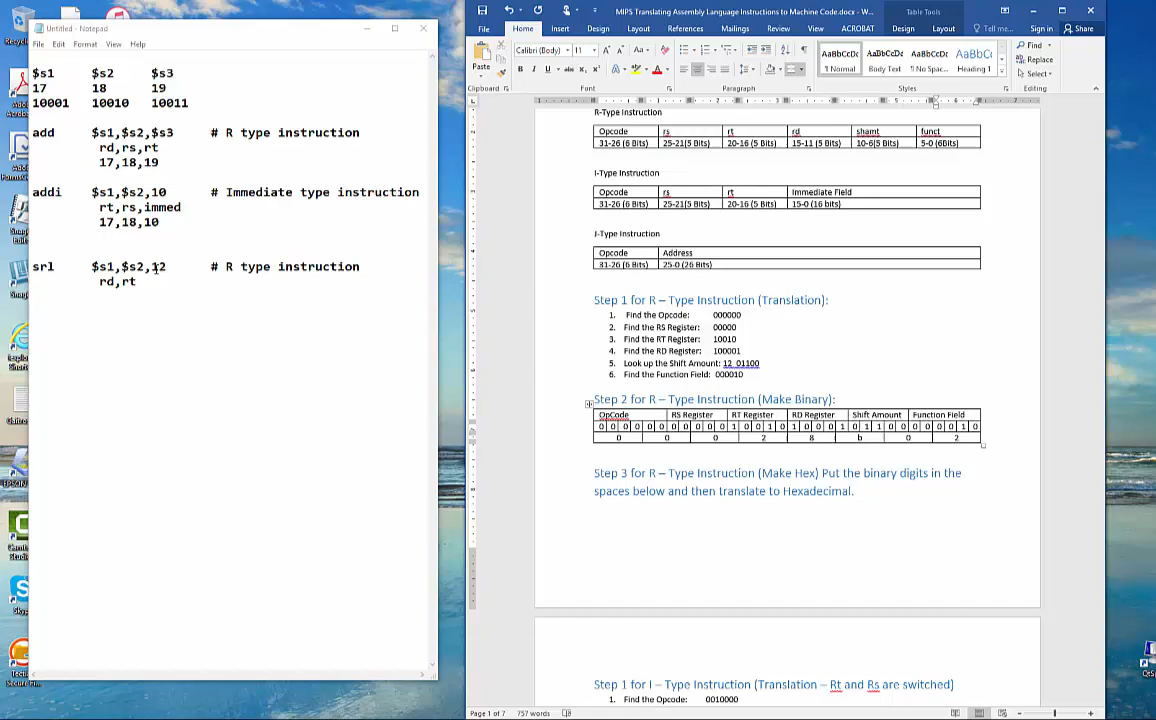 Untitled - Notepad
File Edit Format View Help
$s1 $s2 $s3
17 18 19
10001 10010 10011
add $s1,$s2,$s3 # R type instruction
rd,rs,rt
17,18,19
addi $s1,$s2,10 # Immediate type instruction
rt,rs,immed
17,18,10
srl $s1,$s2,12 # R type instruction
rd,rt
MIPS Translating Assembly Language Instructions to Machine Code.docx - W...
Table Tools
File Home Insert Design Layout References Mailings Review View ACROBAT Design Layout Tell me... Sign in Share
Paste
Calibri (Body) 11
AaBbCcDc AaBbCcDc AaBbCcDc AaBbCc
¶ Normal Body Text ¶ No Spac... Heading 1
Find
Replace
Select
Clipboard Font Paragraph Styles Editing
R-Type Instruction
Opcode rs rt rd shamt funct
31-26 (6 Bits) 25-21(5 Bits) 20-16 (5 Bits) 15-11 (5 Bits) 10-6(5 Bits) 5-0 (6Bits)
I-Type Instruction
Opcode rs rt Immediate Field
31-26 (6 Bits) 25-21(5 Bits) 20-16 (5 Bits) 15-0 (16 bits)
J-Type Instruction
Opcode Address
31-26 (6 Bits) 25-0 (26 Bits)
Step 1 for R – Type Instruction (Translation):
1. Find the Opcode: 000000
2. Find the RS Register: 00000
3. Find the RT Register: 10010
4. Find the RD Register: 100001
5. Look up the Shift Amount: 12 01100
6. Find the Function Field: 000010
Step 2 for R – Type Instruction (Make Binary):
OpCode RS Register RT Register RD Register Shift Amount Function Field
0 0 0 0 0 0 0 0 0 0 0 1 0 0 1 0 1 0 0 0 1 0 1 1 0 0 0 0 0 0 1 0
0 0 0 2 8 b 0 2
Step 3 for R – Type Instruction (Make Hex) Put the binary digits in the
spaces below and then translate to Hexadecimal.
Step 1 for I – Type Instruction (Translation – Rt and Rs are switched)
1. Find the Opcode: 0010000
Page 1 of 7 757 words 100%